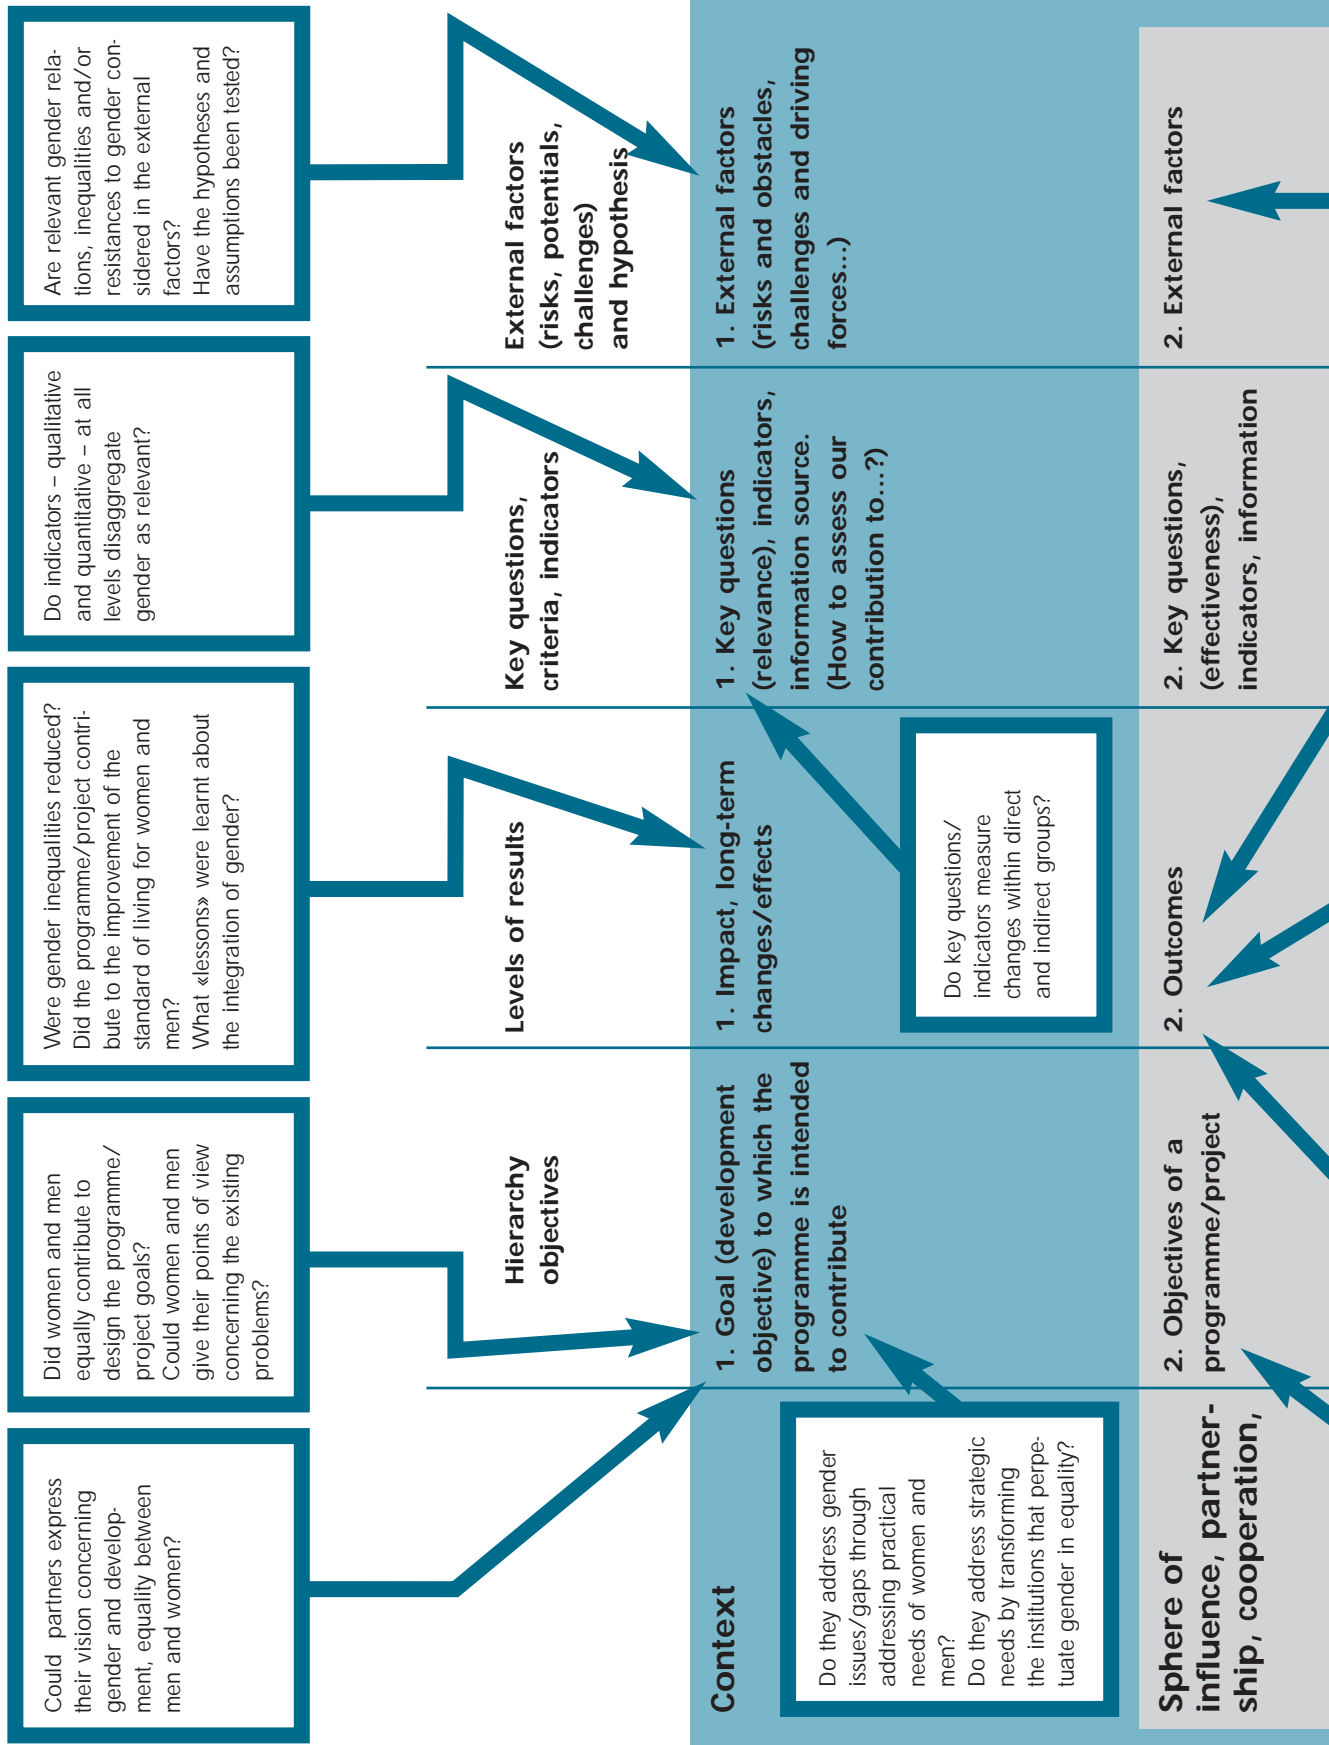 Could partners express
their vision concerning
gender and develop-
ment, equality between
men and women?
Did women and men
equally contribute to
design the programme/
project goals?
Could women and men
give their points of view
concerning the existing
problems?
Were gender inequalities reduced?
Did the programme/project contri-
bute to the improvement of the
standard of living for women and
men?
What «lessons» were learnt about
the integration of gender?
Do indicators – qualitative
and quantitative – at all
levels disaggregate
gender as relevant?
Are relevant gender rela-
tions, inequalities and/or
resistances to gender con-
sidered in the external
factors?
Have the hypotheses and
assumptions been tested?
Hierarchy
objectives
Levels of results
Key questions,
criteria, indicators
External factors
(risks, potentials,
challenges)
and hypothesis
Context
1. Goal (development
objective) to which the
programme is intended
to contribute
1. Impact, long-term
changes/effects
1. Key questions
(relevance), indicators,
information source.
(How to assess our
contribution to...?)
1. External factors
(risks and obstacles,
challenges and driving
forces...)
Do they address gender
issues/gaps through
addressing practical
needs of women and
men?
Do they address strategic
needs by transforming
the institutions that perpe-
tuate gender in equality?
Do key questions/
indicators measure
changes within direct
and indirect groups?
Sphere of
influence, partner-
ship, cooperation,
2. Objectives of a
programme/project
2. Outcomes
2. Key questions,
(effectiveness),
indicators, information
2. External factors